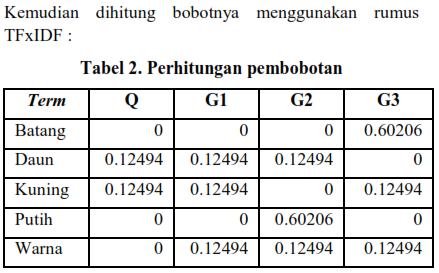 Kemudian dihitung bobotnya menggunakan rumus
TFxIDF :
Tabel 2. Perhitungan pembobotan
Term Q G1 G2 G3
Batang 0 0 0 0.60206
Daun 0.12494 0.12494 0.12494 0
Kuning 0.12494 0.12494 0 0.12494
Putih 0 0 0.60206 0
Warna 0 0.12494 0.12494 0.12494